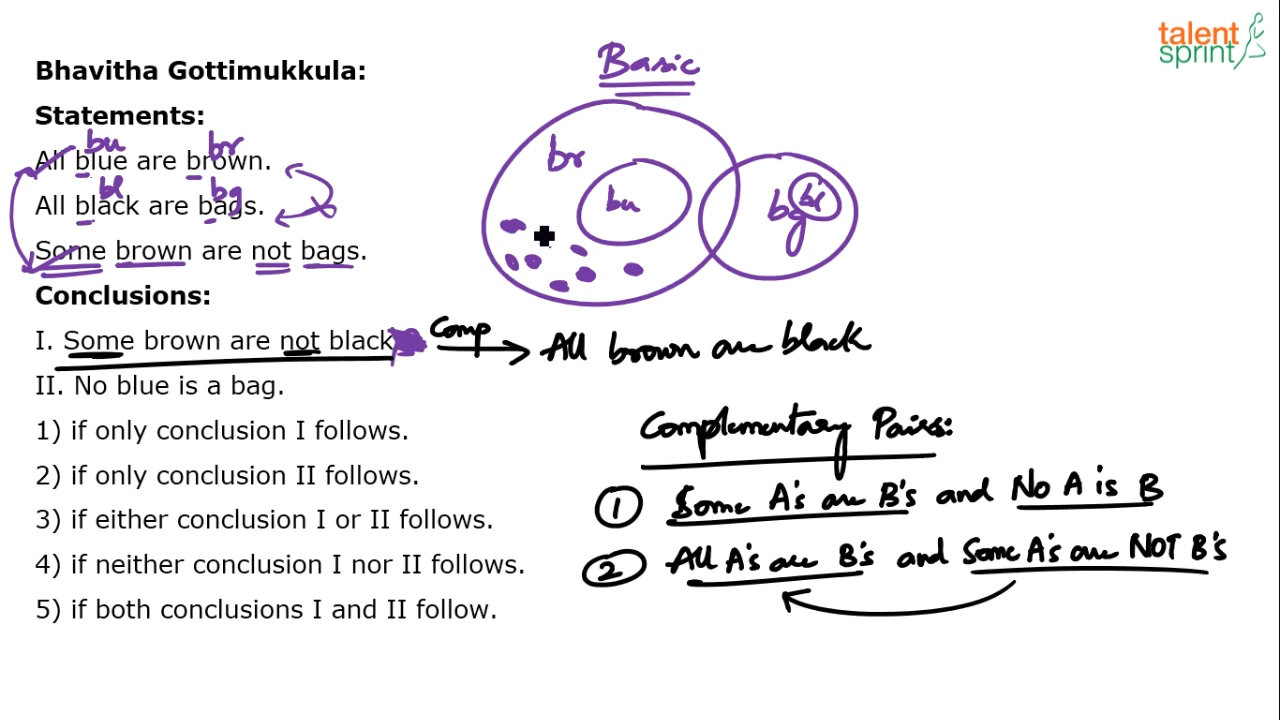 talent
sprint
Basic
Bhavitha Gottimukkula:
Statements:
bu br
All blue are brown.
bl bg
All black are bags.
Some brown are not bags.
br
bu
bg
bl
Conclusions:
I. Some brown are not black
Comp
All brown are black
II. No blue is a bag.
1) if only conclusion I follows.
2) if only conclusion II follows.
3) if either conclusion I or II follows.
4) if neither conclusion I nor II follows.
5) if both conclusions I and II follow.
Complementary Pairs:
1 Some A's are B's and No A is B
2 All A's are B's and Some A's are NOT B's